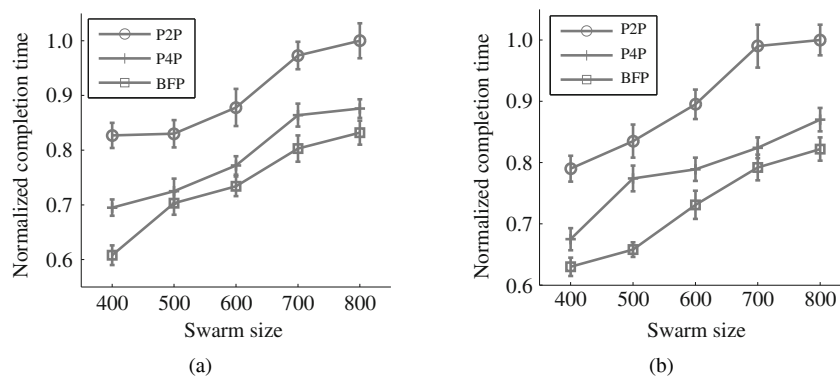 P2P
P4P
BFP
Normalized completion time
1.0
0.9
0.8
0.7
0.6
400 500 600 700 800
Swarm size
(a)
P2P
P4P
BFP
Normalized completion time
1.0
0.9
0.8
0.7
0.6
400 500 600 700 800
Swarm size
(b)